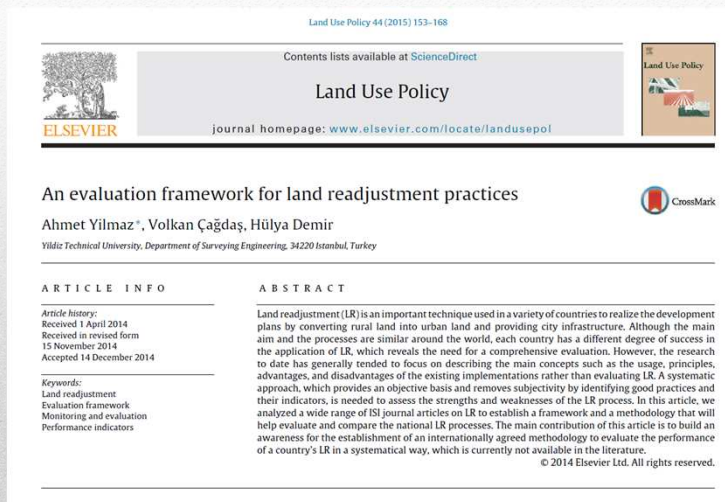 Land Use Policy 44 (2015) 153–168
Contents lists available at ScienceDirect
Land Use Policy
journal homepage: www.elsevier.com/locate/landusepol
ELSEVIER
Land Use Policy
An evaluation framework for land readjustment practices
CrossMark
Ahmet Yilmaz*, Volkan Çağdaş, Hülya Demir
Yildiz Technical University, Department of Surveying Engineering, 34220 Istanbul, Turkey
ARTICLE INFO
Article history:
Received 1 April 2014
Received in revised form
15 November 2014
Accepted 14 December 2014
Keywords:
Land readjustment
Evaluation framework
Monitoring and evaluation
Performance indicators
ABSTRACT
Land readjustment (LR) is an important technique used in a variety of countries to realize the development
plans by converting rural land into urban land and providing city infrastructure. Although the main
aim and the processes are similar around the world, each country has a different degree of success in
the application of LR, which reveals the need for a comprehensive evaluation. However, the research
to date has generally tended to focus on describing the main concepts such as the usage, principles,
advantages, and disadvantages of the existing implementations rather than evaluating LR. A systematic
approach, which provides an objective basis and removes subjectivity by identifying good practices and
their indicators, is needed to assess the strengths and weaknesses of the LR process. In this article, we
analyzed a wide range of ISI journal articles on LR to establish a framework and a methodology that will
help evaluate and compare the national LR processes. The main contribution of this article is to build an
awareness for the establishment of an internationally agreed methodology to evaluate the performance
of a country's LR in a systematical way, which is currently not available in the literature.
© 2014 Elsevier Ltd. All rights reserved.